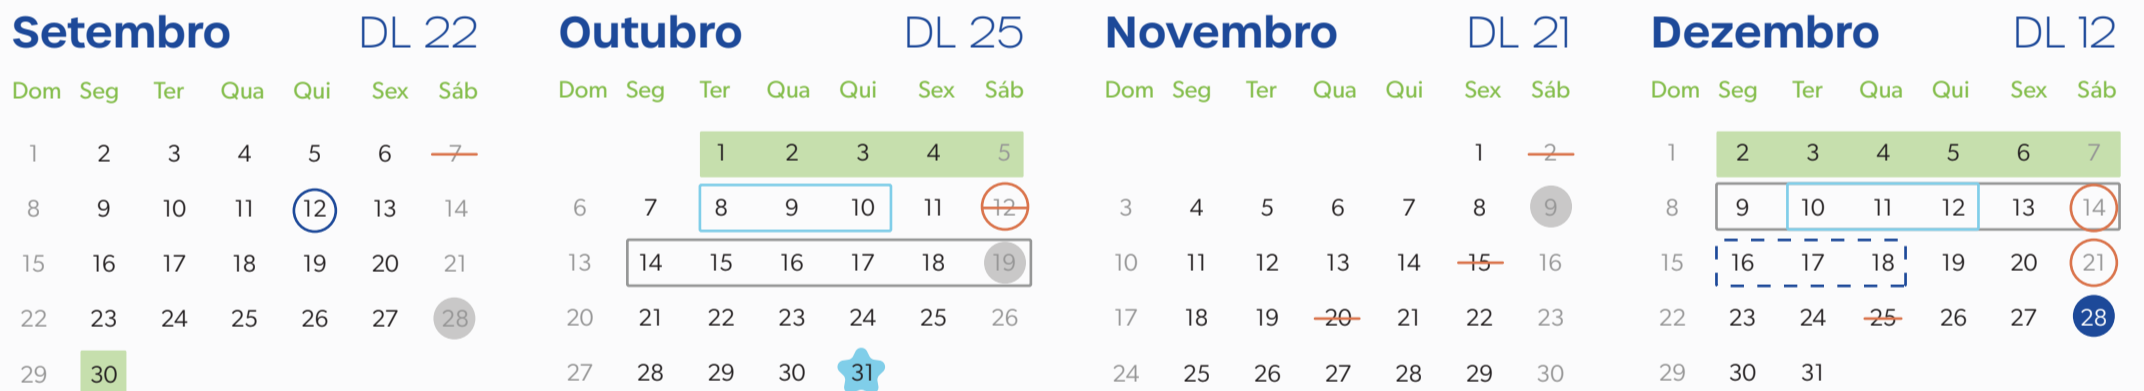 Setembro DL 22
Dom Seg Ter Qua Qui Sex Sáb
1 2 3 4 5 6 7
8 9 10 11 12 13 14
15 16 17 18 19 20 21
22 23 24 25 26 27 28
29 30
Outubro DL 25
Dom Seg Ter Qua Qui Sex Sáb
1 2 3 4 5
6 7 8 9 10 11 12
13 14 15 16 17 18 19
20 21 22 23 24 25 26
27 28 29 30 31
Novembro DL 21
Dom Seg Ter Qua Qui Sex Sáb
1 2
3 4 5 6 7 8 9
10 11 12 13 14 15 16
17 18 19 20 21 22 23
24 25 26 27 28 29 30
Dezembro DL 12
Dom Seg Ter Qua Qui Sex Sáb
1 2 3 4 5 6 7
8 9 10 11 12 13 14
15 16 17 18 19 20 21
22 23 24 25 26 27 28
29 30 31